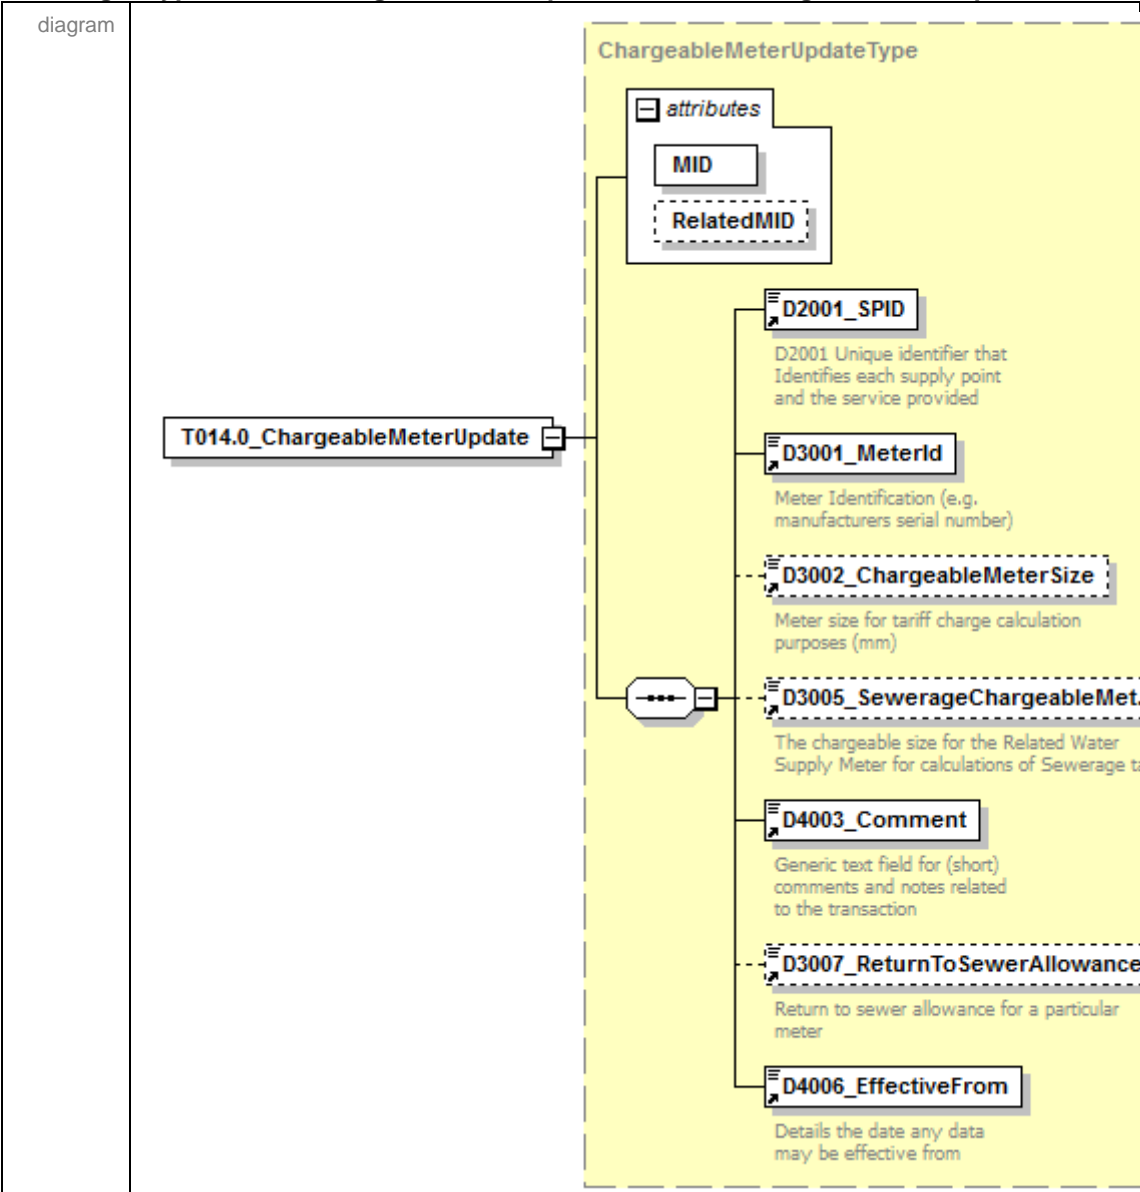 diagram
ChargeableMeterUpdateType
attributes
MID
RelatedMID
T014.0_ChargeableMeterUpdate
D2001_SPID
D2001 Unique identifier that
Identifies each supply point
and the service provided
D3001_MeterId
Meter Identification (e.g.
manufacturers serial number)
D3002_ChargeableMeterSize
Meter size for tariff charge calculation
purposes (mm)
D3005_SewerageChargeableMet.
The chargeable size for the Related Water
Supply Meter for calculations of Sewerage ta
D4003_Comment
Generic text field for (short)
comments and notes related
to the transaction
D3007_ReturnToSewerAllowance
Return to sewer allowance for a particular
meter
D4006_EffectiveFrom
Details the date any data
may be effective from